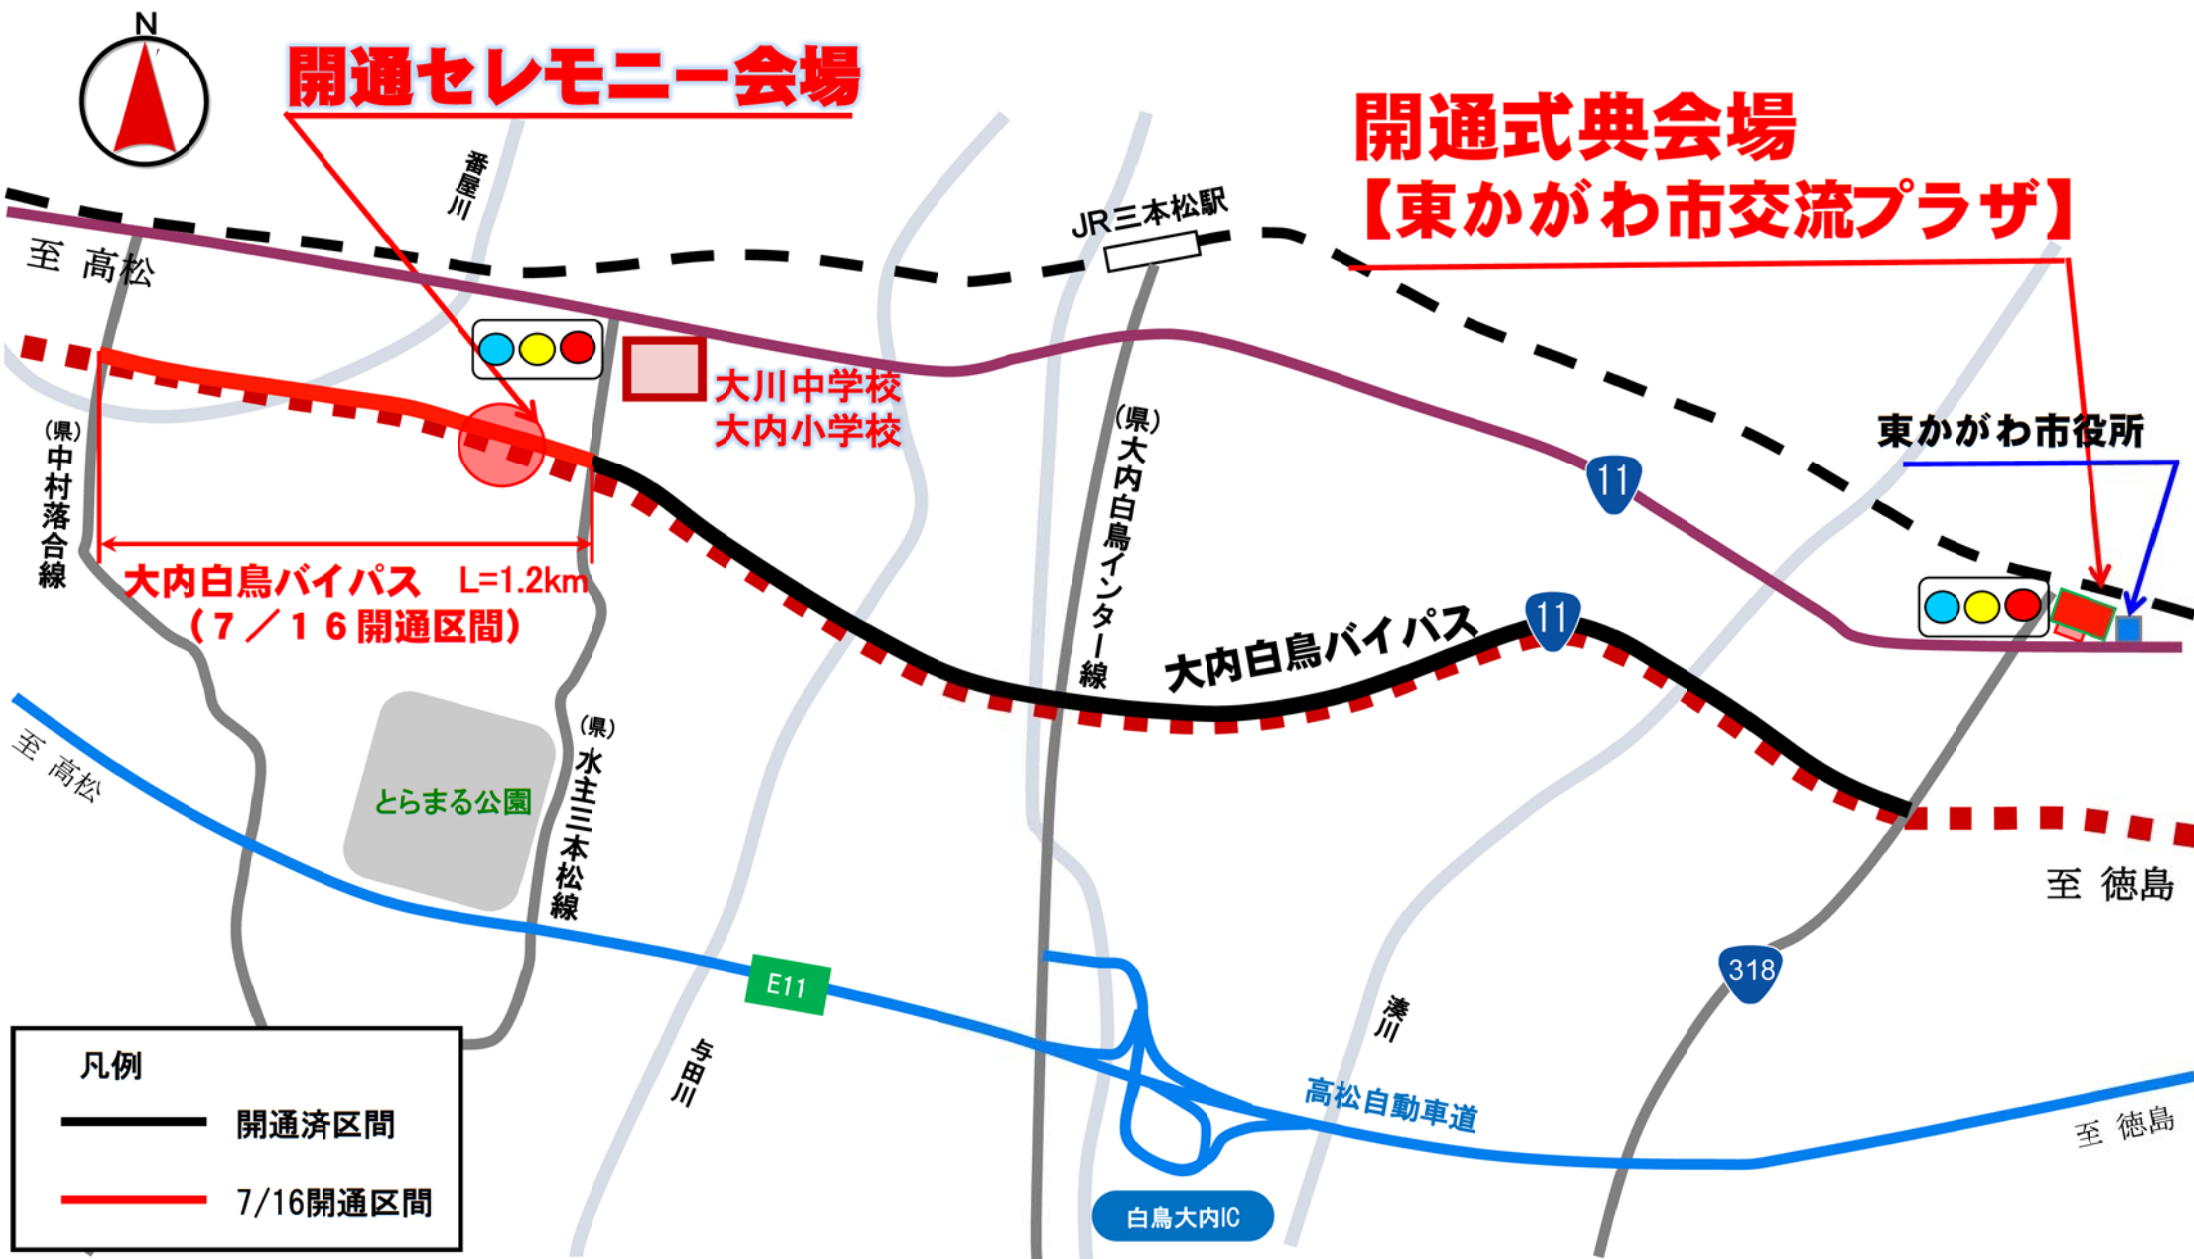 N
開通セレモニー会場
開通式典会場
【東かがわ市交流プラザ】
番屋川
JR三本松駅
至 高松
大川中学校
大内小学校
（県）中村落合線
（県）大内白鳥インター線
東かがわ市役所
11
大内白鳥バイパス L=1.2km
（７／１６開通区間）
大内白鳥バイパス
11
至 高松
とらまる公園
（県）水主三本松線
至 徳島
E11
318
湊川
与田川
高松自動車道
至 徳島
白鳥大内IC
凡例
開通済区間
7/16開通区間